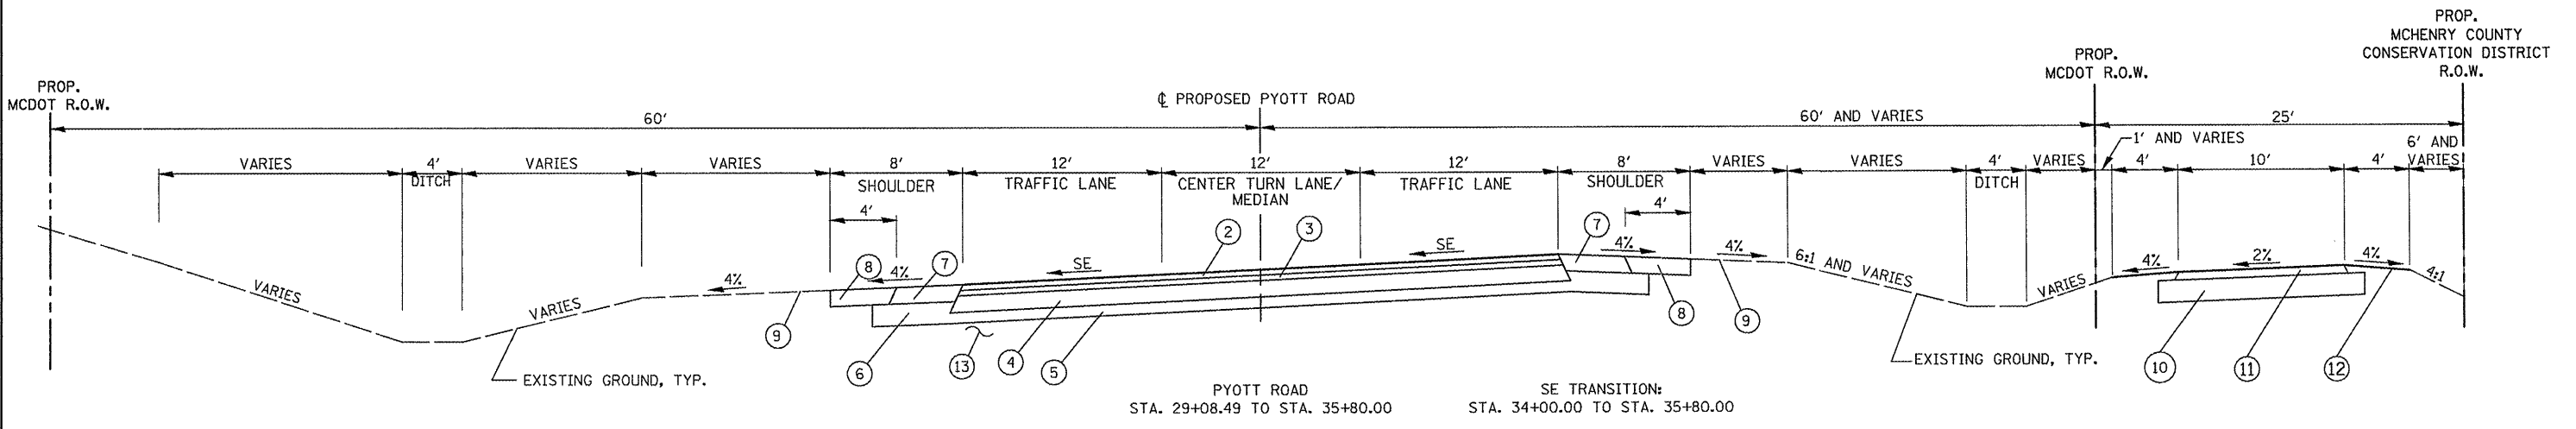 PROP.
MCHENRY COUNTY
CONSERVATION DISTRICT
R.O.W.
PROP.
MCDOT R.O.W.
PROP.
MCDOT R.O.W.
℄ PROPOSED PYOTT ROAD
60'
60' AND VARIES
25'
1' AND VARIES
6' AND
VARIES
VARIES
4'
DITCH
VARIES
VARIES
8'
SHOULDER
12'
TRAFFIC LANE
12'
CENTER TURN LANE/
MEDIAN
12'
TRAFFIC LANE
8'
SHOULDER
VARIES
VARIES
4'
DITCH
VARIES
4'
10'
4'
4'
4'
2
3
7
SE
SE
4%
4%
6:1 AND VARIES
VARIES
4%
2%
4%
4:1
VARIES
VARIES
4%
8
4%
7
9
6
13
4
5
8
9
10
11
12
EXISTING GROUND, TYP.
EXISTING GROUND, TYP.
PYOTT ROAD
STA. 29+08.49 TO STA. 35+80.00
SE TRANSITION:
STA. 34+00.00 TO STA. 35+80.00